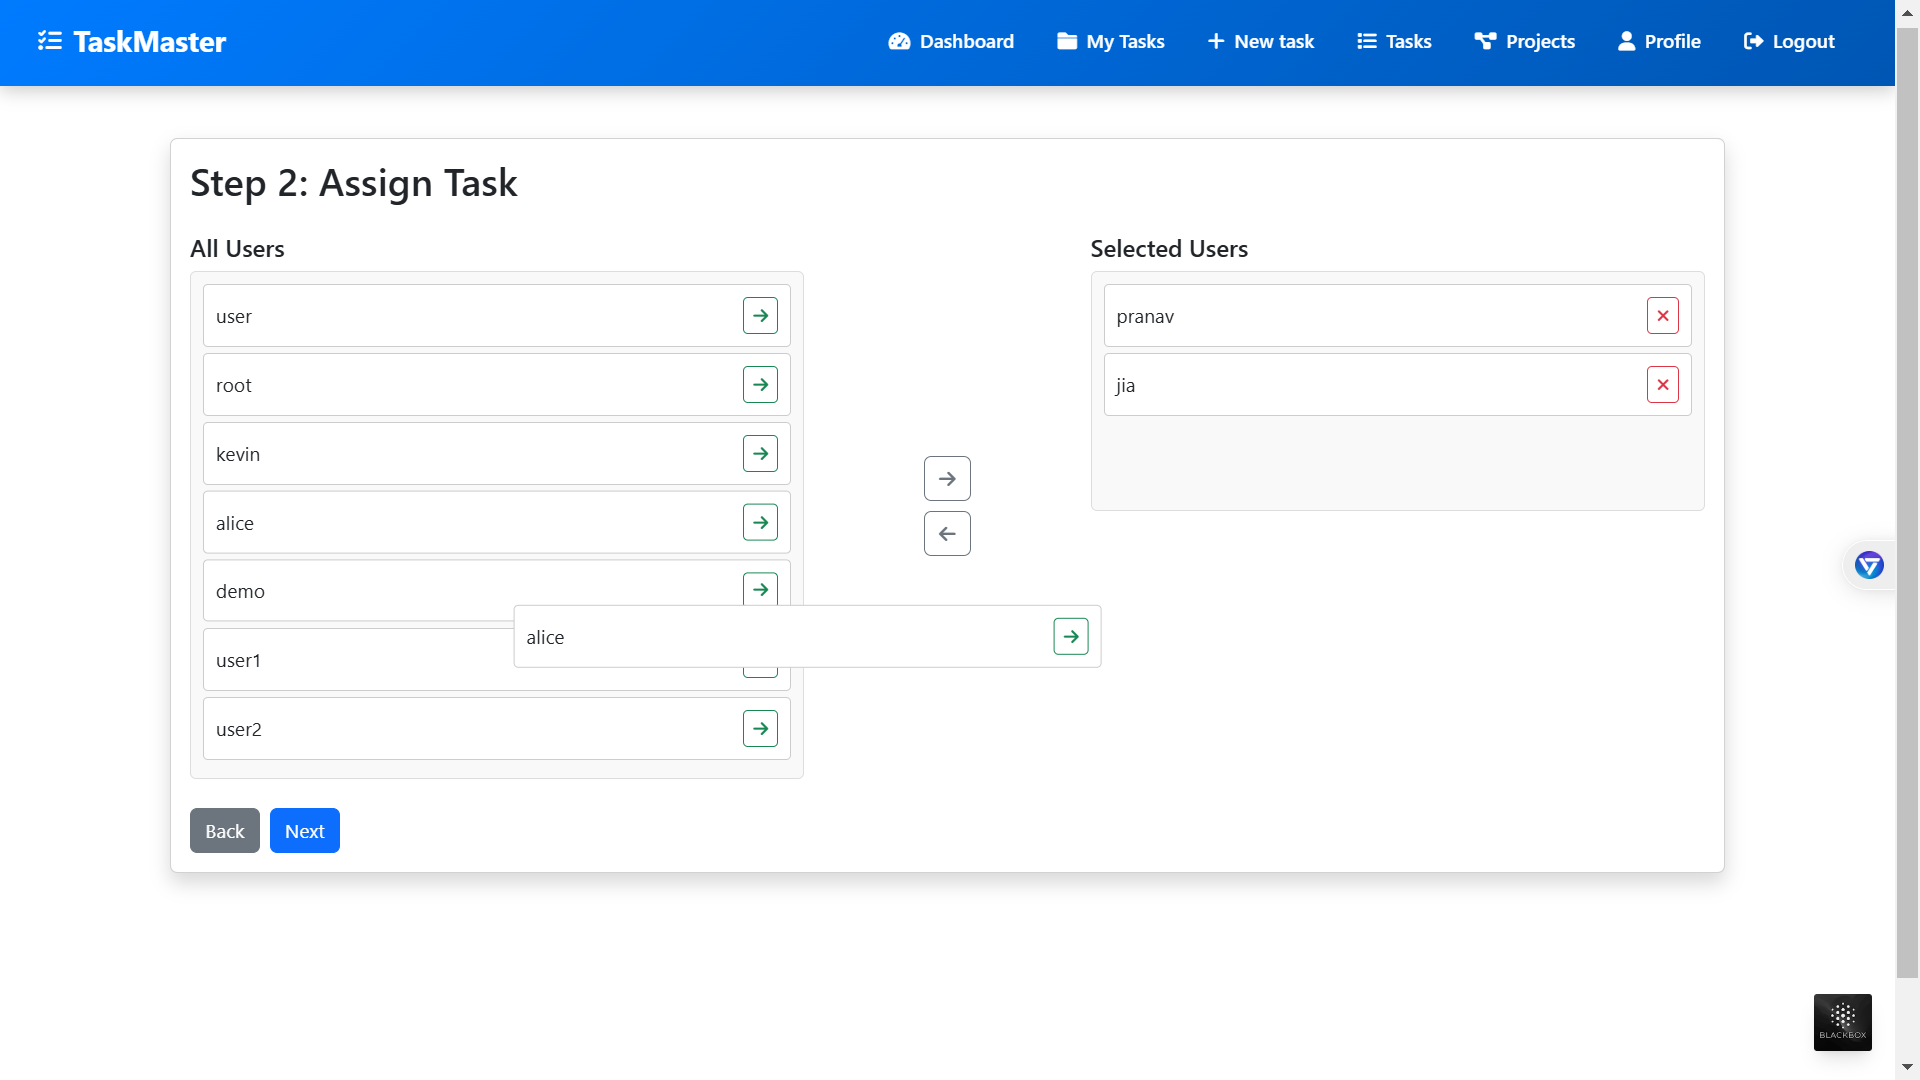 TaskMaster
Dashboard
My Tasks
New task
Tasks
Projects
Profile
Logout
Step 2: Assign Task
All Users
user
root
kevin
alice
demo
user1
user2
alice
Selected Users
pranav
jia
Back
Next
BLACKBOX